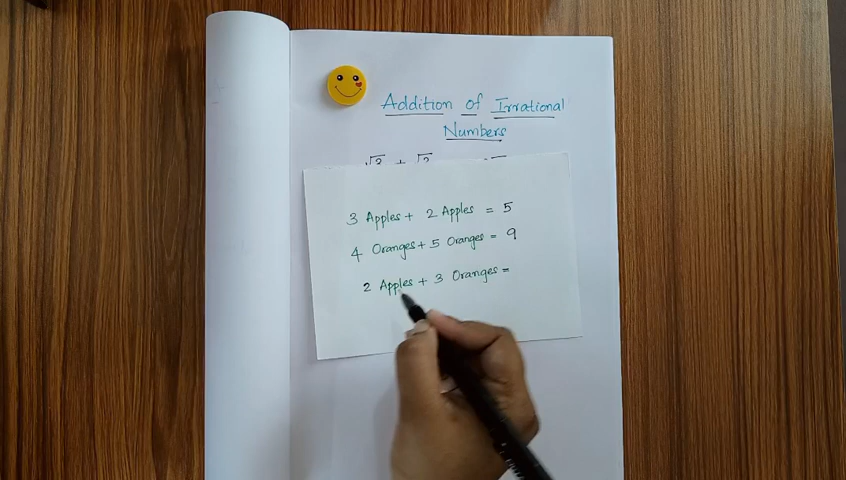 Addition of Irrational
Numbers
3 Apples + 2 Apples = 5
4 Oranges + 5 Oranges = 9
2 Apples + 3 Oranges =